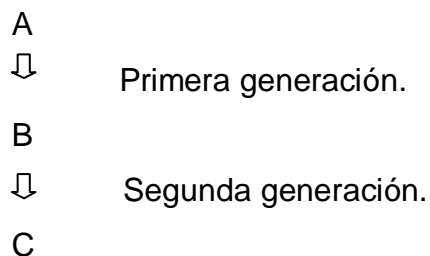 A
⇩ Primera generación.
B
⇩ Segunda generación.
C